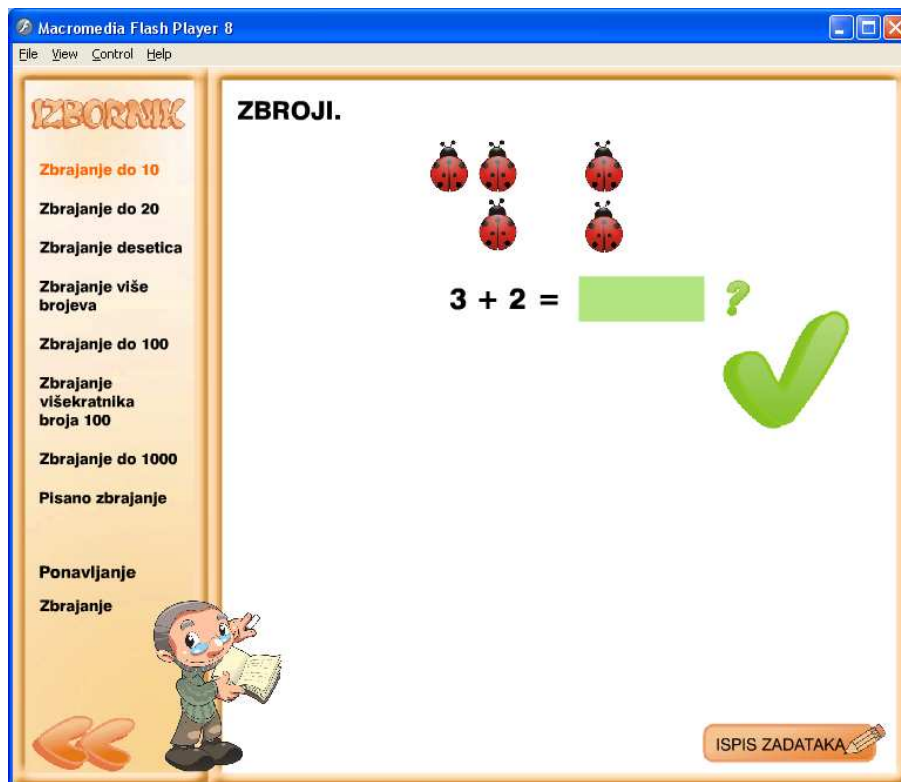 Macromedia Flash Player 8
File View Control Help
IZBORNIK
Zbrajanje do 10
Zbrajanje do 20
Zbrajanje desetica
Zbrajanje više
brojeva
Zbrajanje do 100
Zbrajanje
višekratnika
broja 100
Zbrajanje do 1000
Pisano zbrajanje
Ponavljanje
Zbrajanje
ZBROJI.
3 + 2 = ?
ISPIS ZADATAKA